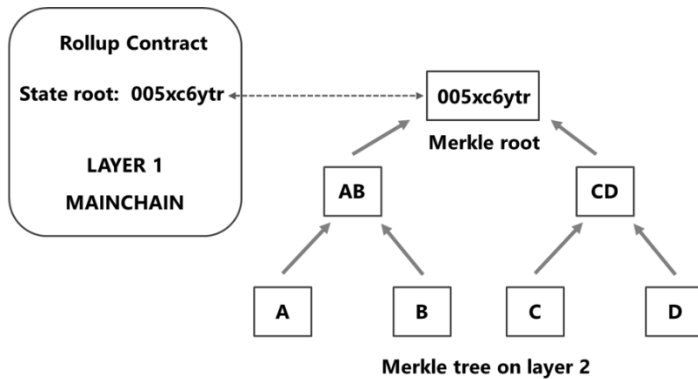 Rollup Contract
State root: 005xc6ytr
LAYER 1
MAINCHAIN
005xc6ytr
Merkle root
AB
CD
A
B
C
D
Merkle tree on layer 2